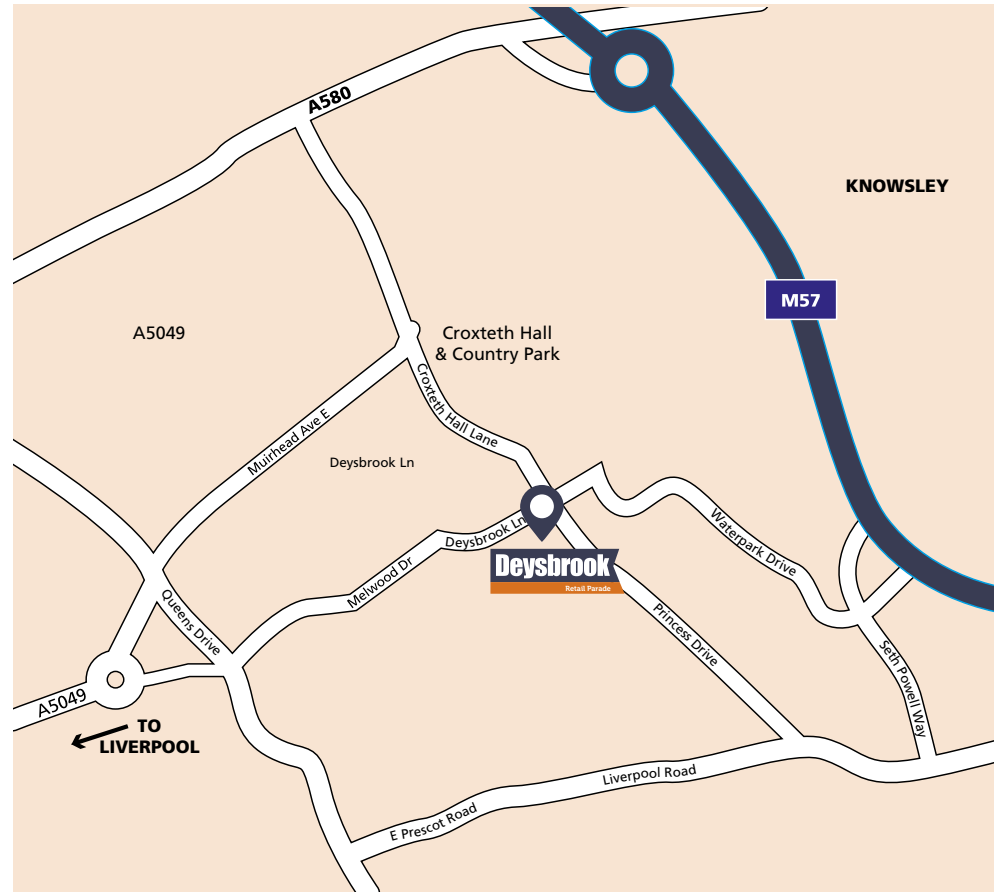 A580
KNOWSLEY
M57
A5049
Croxteth Hall
& Country Park
Croxteth Hall Lane
Muirhead Ave E
Deysbrook Ln
Deysbrook Ln
Waterpark Drive
Melwood Dr
Deysbrook
Retail Parade
Queens Drive
Princess Drive
Seth Powell Way
A5049
TO
LIVERPOOL
Liverpool Road
E Prescot Road